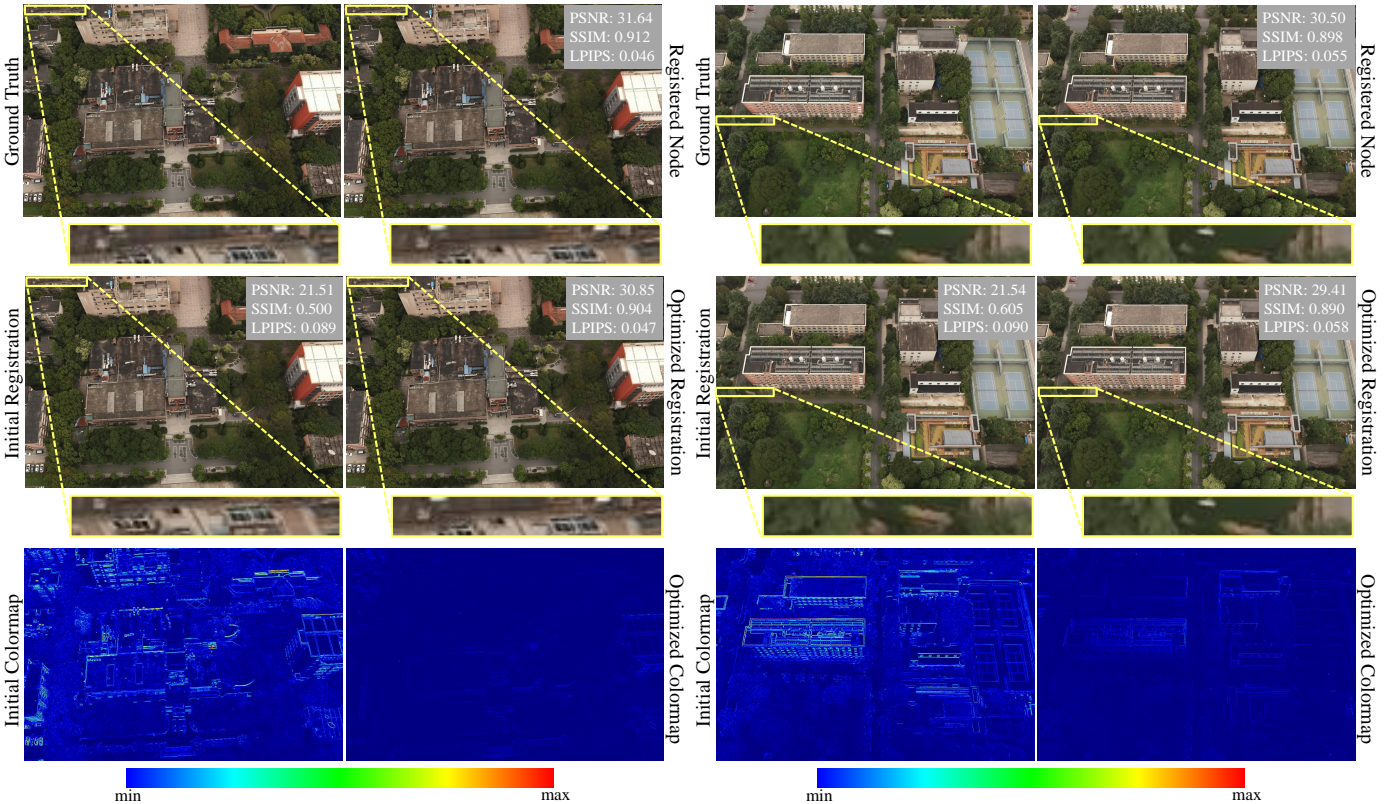 Ground Truth
PSNR: 31.64
SSIM: 0.912
LPIPS: 0.046
Registered Node
Initial Registration
PSNR: 21.51
SSIM: 0.500
LPIPS: 0.089
PSNR: 30.85
SSIM: 0.904
LPIPS: 0.047
Optimized Registration
Initial Colormap
Optimized Colormap
min
max
Ground Truth
PSNR: 30.50
SSIM: 0.898
LPIPS: 0.055
Registered Node
Initial Registration
PSNR: 21.54
SSIM: 0.605
LPIPS: 0.090
PSNR: 29.41
SSIM: 0.890
LPIPS: 0.058
Optimized Registration
Initial Colormap
Optimized Colormap
min
max